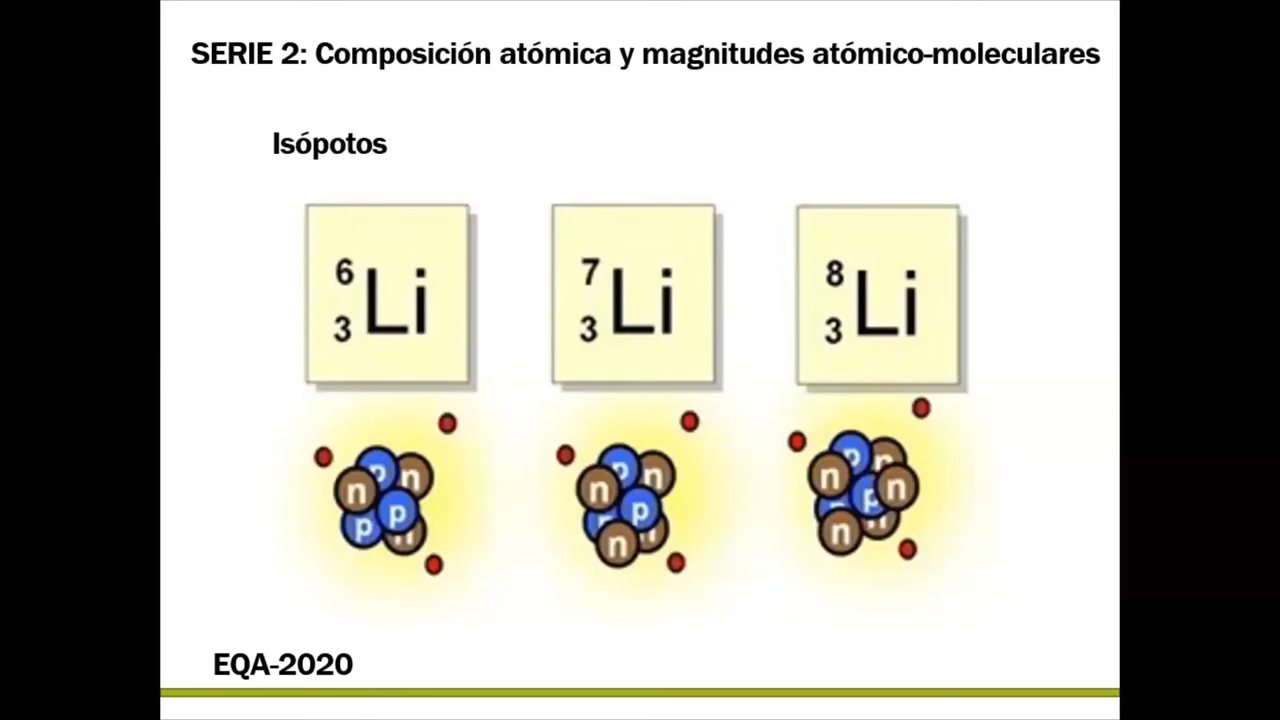 SERIE 2: Composición atómica y magnitudes atómico-moleculares
Isópotos
6
3 Li
7
3 Li
8
3 Li
p
n n
p p
n
p
n n
p p
n n
p n
n p n
p n
n
EQA-2020